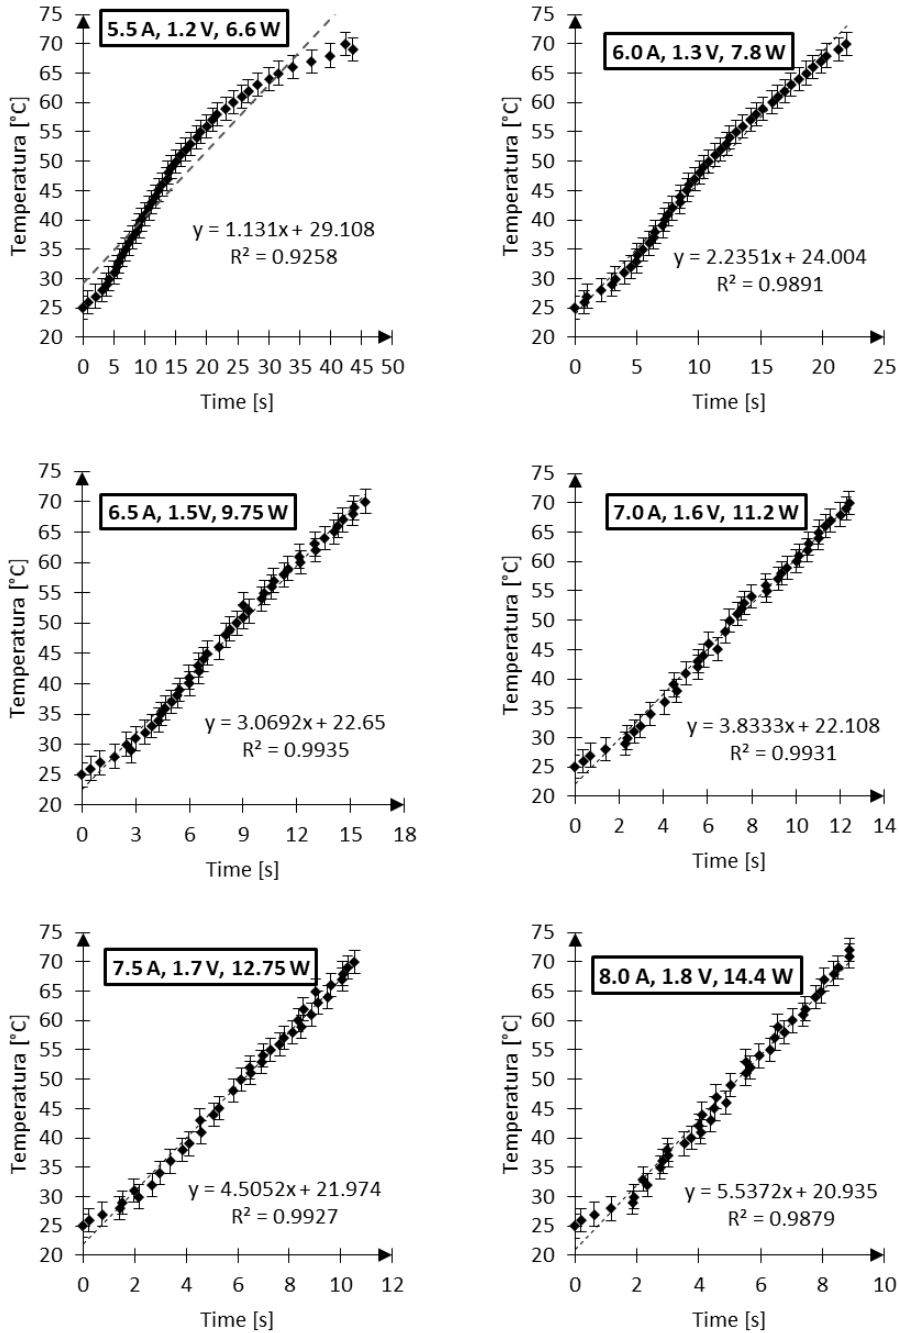 5.5 A, 1.2 V, 6.6 W
Temperatura [°C]
75
70
65
60
55
50
45
40
35
30
25
20
y = 1.131x + 29.108
R² = 0.9258
0 5 10 15 20 25 30 35 40 45 50
Time [s]
6.0 A, 1.3 V, 7.8 W
Temperatura [°C]
75
70
65
60
55
50
45
40
35
30
25
20
y = 2.2351x + 24.004
R² = 0.9891
0 5 10 15 20 25
Time [s]
6.5 A, 1.5V, 9.75 W
Temperatura [°C]
75
70
65
60
55
50
45
40
35
30
25
20
y = 3.0692x + 22.65
R² = 0.9935
0 3 6 9 12 15 18
Time [s]
7.0 A, 1.6 V, 11.2 W
Temperatura [°C]
75
70
65
60
55
50
45
40
35
30
25
20
y = 3.8333x + 22.108
R² = 0.9931
0 2 4 6 8 10 12 14
Time [s]
7.5 A, 1.7 V, 12.75 W
Temperatura [°C]
75
70
65
60
55
50
45
40
35
30
25
20
y = 4.5052x + 21.974
R² = 0.9927
0 2 4 6 8 10 12
Time [s]
8.0 A, 1.8 V, 14.4 W
Temperatura [°C]
75
70
65
60
55
50
45
40
35
30
25
20
y = 5.5372x + 20.935
R² = 0.9879
0 2 4 6 8 10
Time [s]